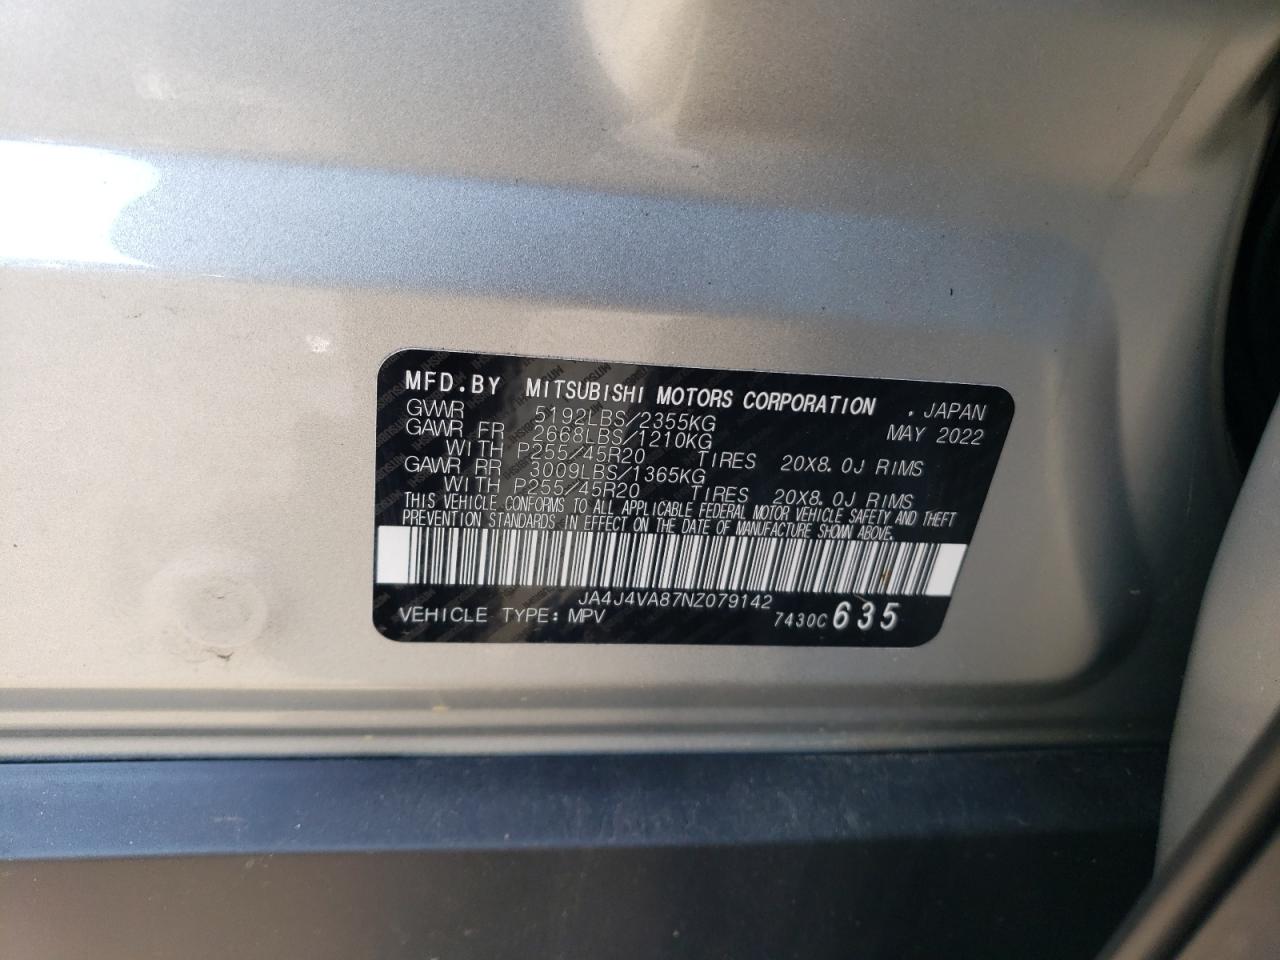 MFD.BY MITSUBISHI MOTORS CORPORATION . JAPAN
GVWR 5192LBS/2355KG MAY 2022
GAWR FR 2668LBS/1210KG
WITH P255/45R20 TIRES 20X8.0J RIMS
GAWR RR 3009LBS/1365KG
WITH P255/45R20 TIRES 20X8.0J RIMS
THIS VEHICLE CONFORMS TO ALL APPLICABLE FEDERAL MOTOR VEHICLE SAFETY AND THEFT
PREVENTION STANDARDS IN EFFECT ON THE DATE OF MANUFACTURE SHOWN ABOVE.
JA4J4VA87NZ079142
VEHICLE TYPE: MPV 7430C 635